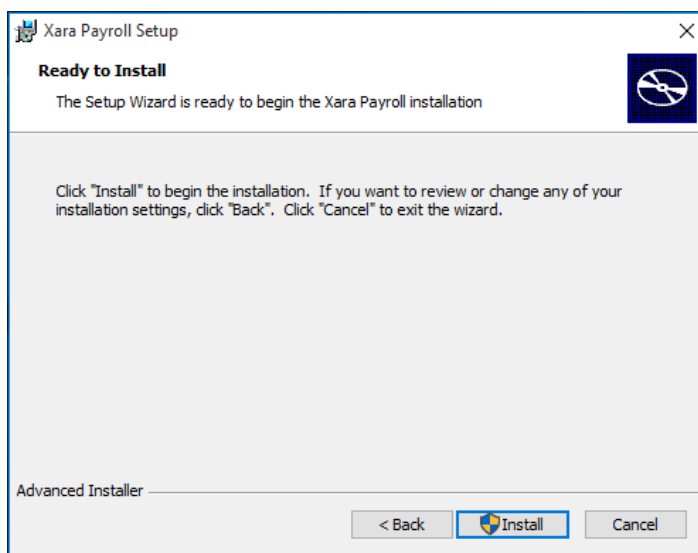 Xara Payroll Setup
Ready to Install
The Setup Wizard is ready to begin the Xara Payroll installation
Click "Install" to begin the installation.  If you want to review or change any of your
installation settings, click "Back".  Click "Cancel" to exit the wizard.
Advanced Installer
< Back
Install
Cancel